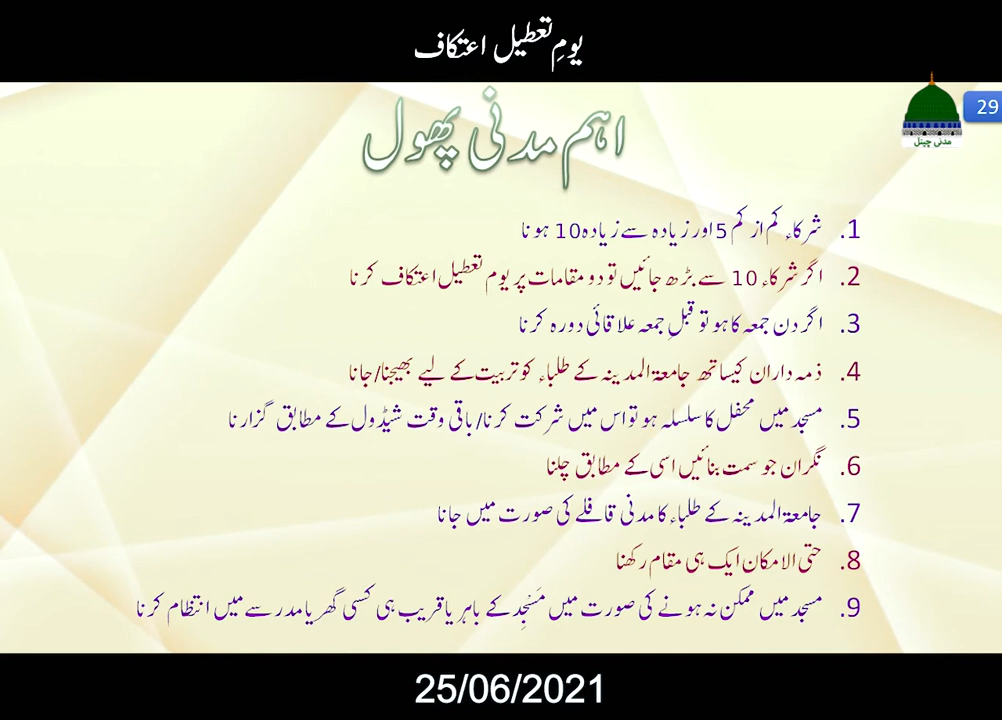 یومِ تعطیل اعتکاف
29
اہم مدنی پھول
مدنی چینل
1. شرکاء کم از کم 5 اور زیادہ سے زیادہ 10 ہونا
2. اگر شرکاء 10 سے بڑھ جائیں تو دو مقامات پر یوم تعطیل اعتکاف کرنا
3. اگر دن جمعہ کا ہو تو قبلِ جمعہ علاقائی دورہ کرنا
4. ذمہ داران کیساتھ جامعۃ المدینہ کے طلباء کو تربیت کے لیے بھیجنا/جانا
5. مسجد میں محفل کا سلسلہ ہو تو اس میں شرکت کرنا/باقی وقت شیڈول کے مطابق گزارنا
6. نگران جو سمت بنائیں اسی کے مطابق چلنا
7. جامعۃ المدینہ کے طلباء کا مدنی قافلے کی صورت میں جانا
8. حتی الامکان ایک ہی مقام رکھنا
9. مسجد میں ممکن نہ ہونے کی صورت میں مَسْجِد کے باہر یا قریب ہی کسی گھر یا مدرسے میں انتظام کرنا
25/06/2021